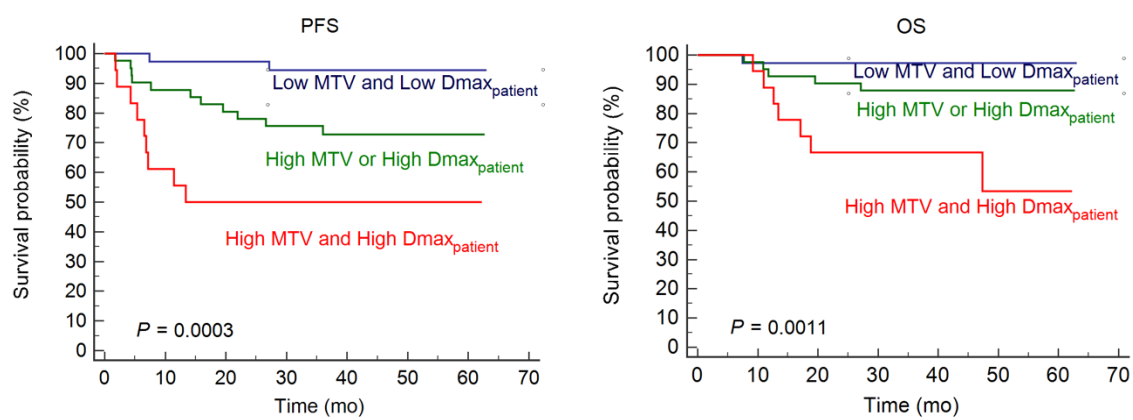 PFS
Survival probability (%)
100
90
80
70
60
50
40
30
20
10
0
Low MTV and Low Dmaxpatient
High MTV or High Dmaxpatient
High MTV and High Dmaxpatient
P = 0.0003
0 10 20 30 40 50 60 70
Time (mo)
OS
Survival probability (%)
100
90
80
70
60
50
40
30
20
10
0
Low MTV and Low Dmaxpatient
High MTV or High Dmaxpatient
High MTV and High Dmaxpatient
P = 0.0011
0 10 20 30 40 50 60 70
Time (mo)